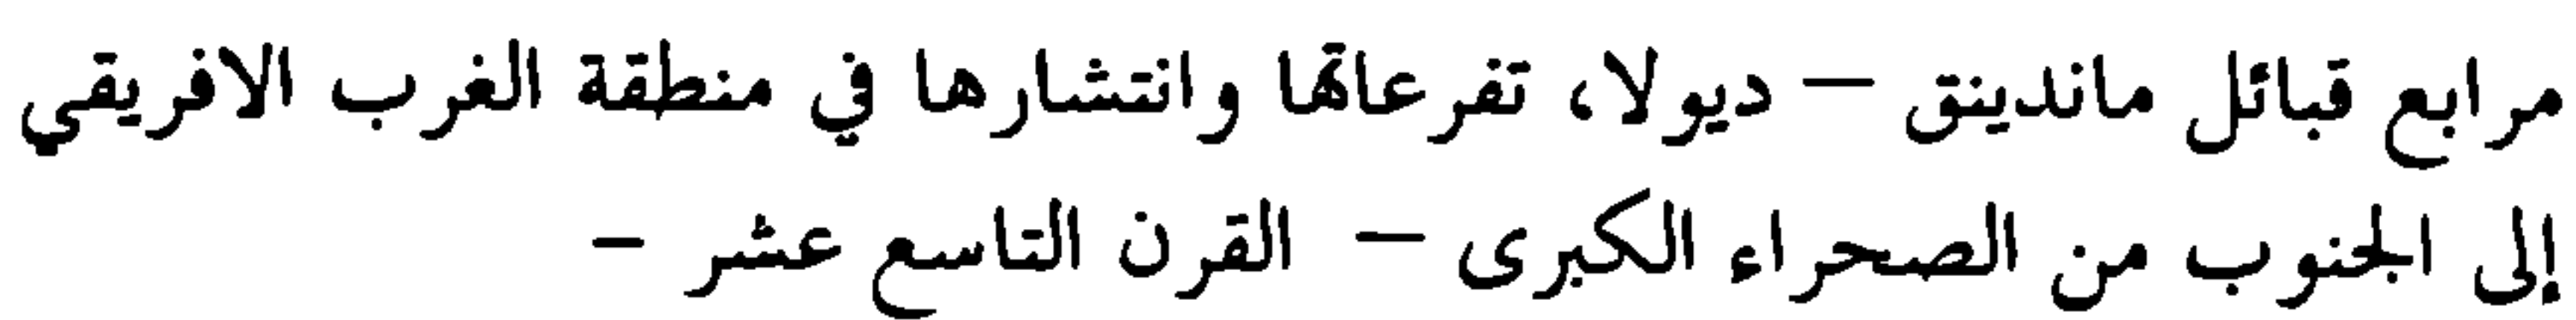 مرابع قبائل ماندينق – ديولا، تفرعاتها وانتشارها في منطقة الغرب الافريقي
إلى الجنوب من الصحراء الكبرى – القرن التاسع عشر –